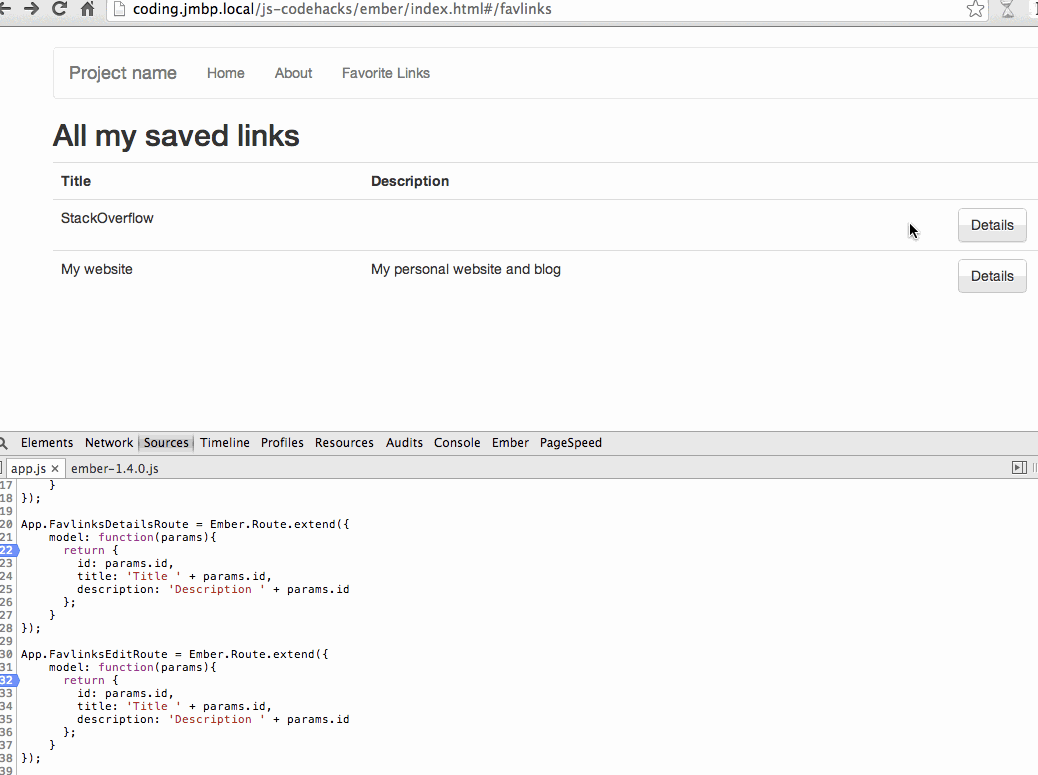 coding.jmbp.local/js-codehacks/ember/index.html#/favlinks
Project name Home About Favorite Links
All my saved links
Title Description
StackOverflow Details
My website My personal website and blog Details
Elements Network Sources Timeline Profiles Resources Audits Console Ember PageSpeed
app.js × ember-1.4.0.js
17     }
18 });
19
20 App.FavlinksDetailsRoute = Ember.Route.extend({
21     model: function(params){
22       return {
23         id: params.id,
24         title: 'Title ' + params.id,
25         description: 'Description ' + params.id
26       };
27     }
28 });
29
30 App.FavlinksEditRoute = Ember.Route.extend({
31     model: function(params){
32       return {
33         id: params.id,
34         title: 'Title ' + params.id,
35         description: 'Description ' + params.id
36       };
37     }
38 });
39